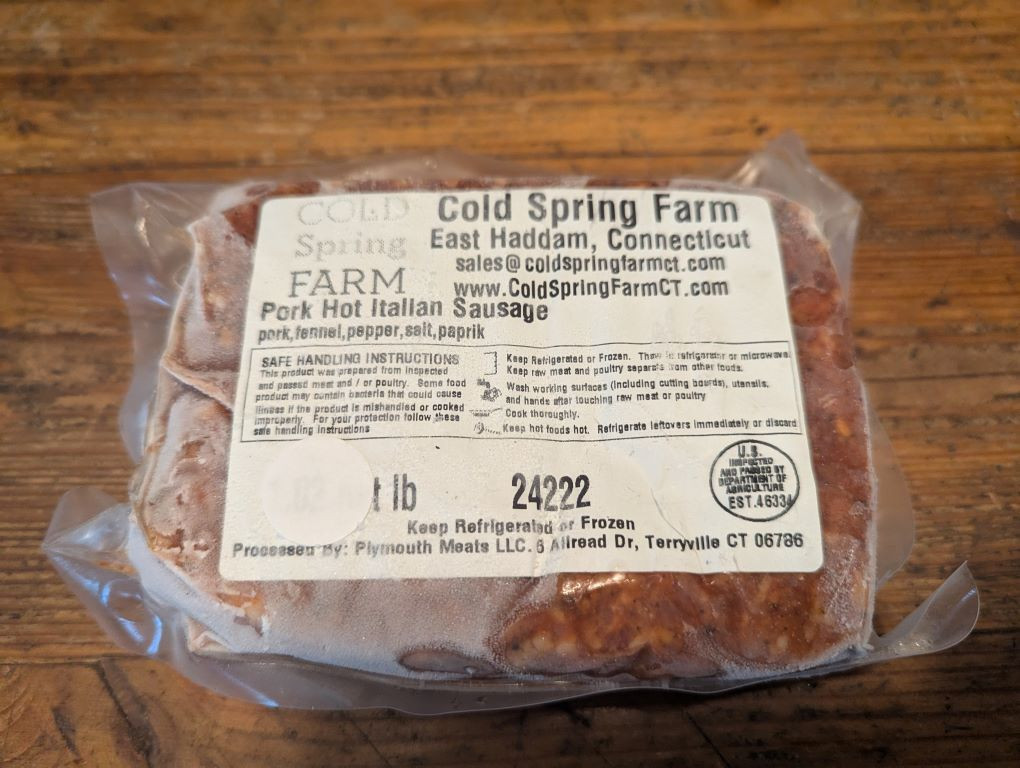 COLD
Spring
FARM
Cold Spring Farm
East Haddam, Connecticut
sales@coldspringfarmct.com
www.ColdSpringFarmCT.com
Pork Hot Italian Sausage
pork,fennel,pepper,salt,paprik
SAFE HANDLING INSTRUCTIONS
This product was prepared from inspected
and passed meat and / or poultry. Some food
product may contain bacteria that could cause
illness if the product is mishandled or cooked
improperly. For your protection follow these
safe handling instructions
Keep Refrigerated or Frozen. Thaw in refrigerator or microwave.
Keep raw meat and poultry separate from other foods.
Wash working surfaces (including cutting boards), utensils,
and hands after touching raw meat or poultry
Cook thoroughly.
Keep hot foods hot. Refrigerate leftovers immediately or discard
U.S.
INSPECTED
AND PASSED BY
DEPARTMENT OF
AGRICULTURE
EST.46334
lb
24222
Keep Refrigerated or Frozen
Processed By: Plymouth Meats LLC. 6 Allread Dr, Terryville CT 06786